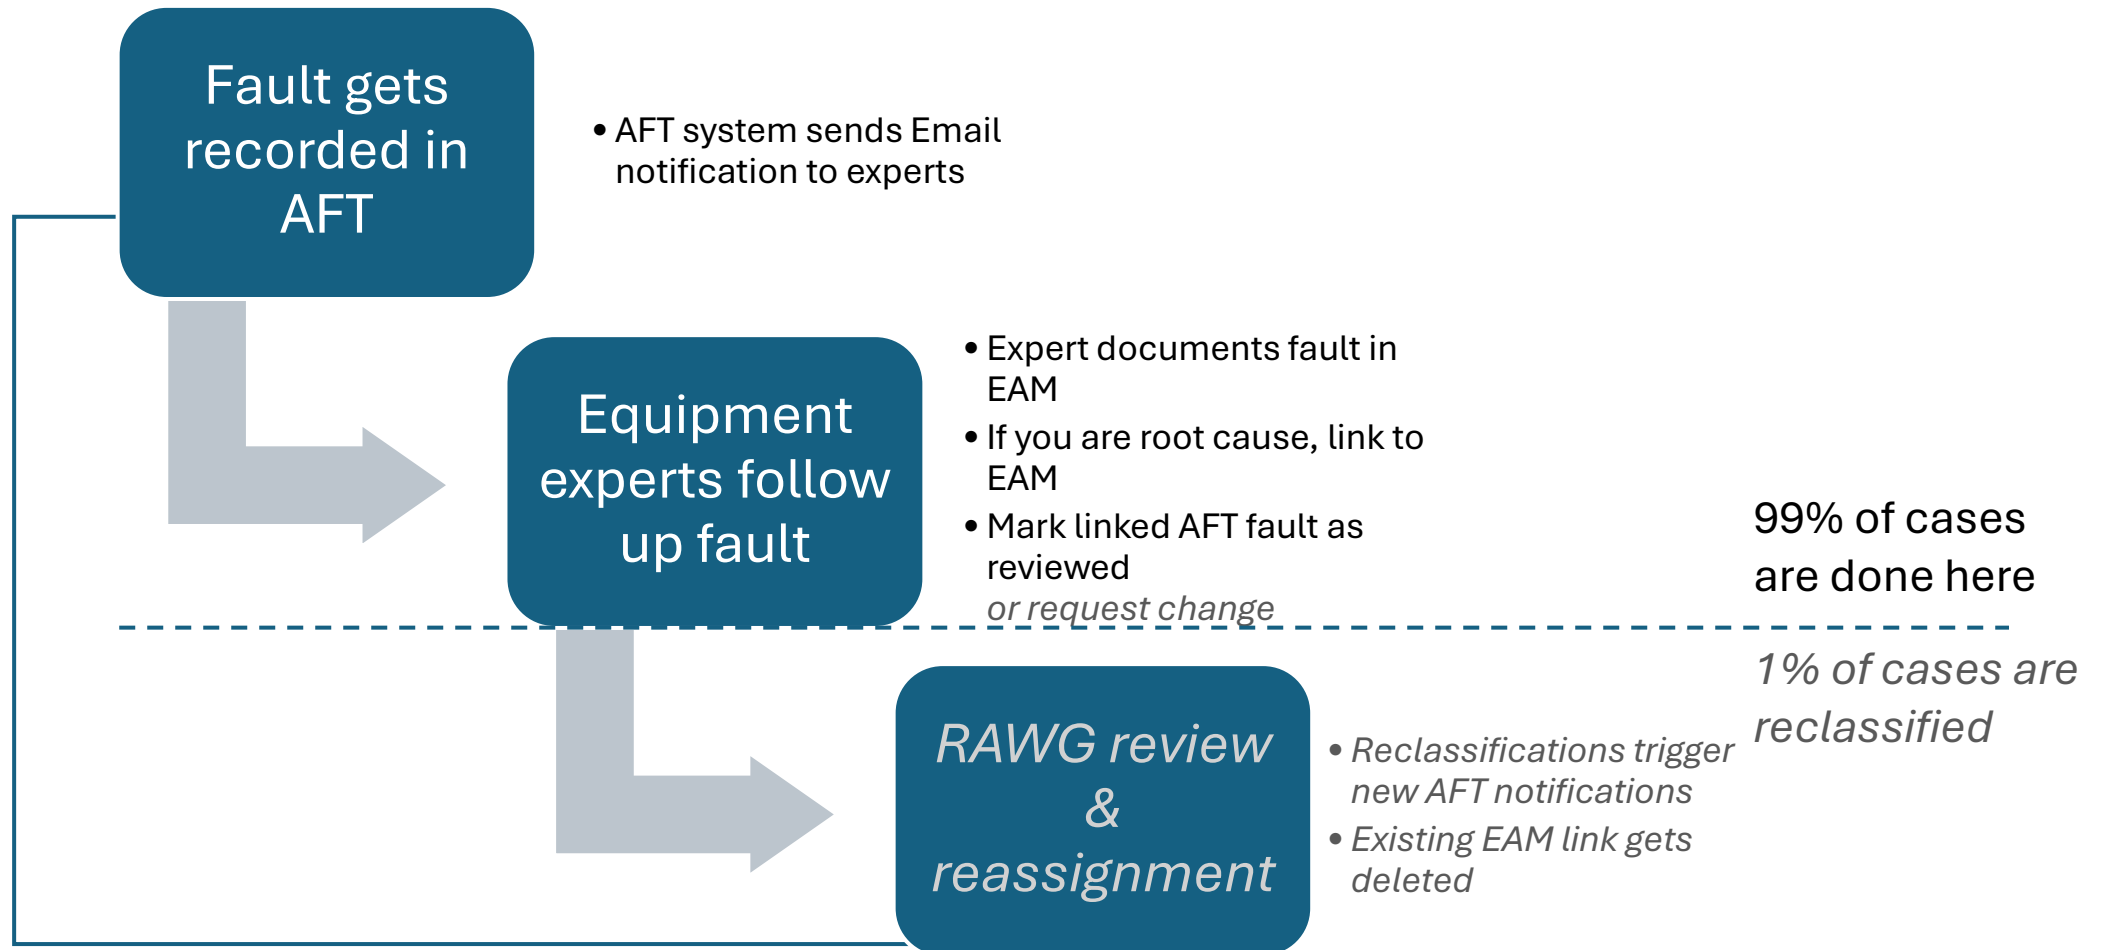 Fault gets
recorded in
AFT
• AFT system sends Email
notification to experts
Equipment
experts follow
up fault
• Expert documents fault in
EAM
• If you are root cause, link to
EAM
• Mark linked AFT fault as
reviewed
or request change
99% of cases
are done here
1% of cases are
reclassified
RAWG review
&
reassignment
• Reclassifications trigger
new AFT notifications
• Existing EAM link gets
deleted